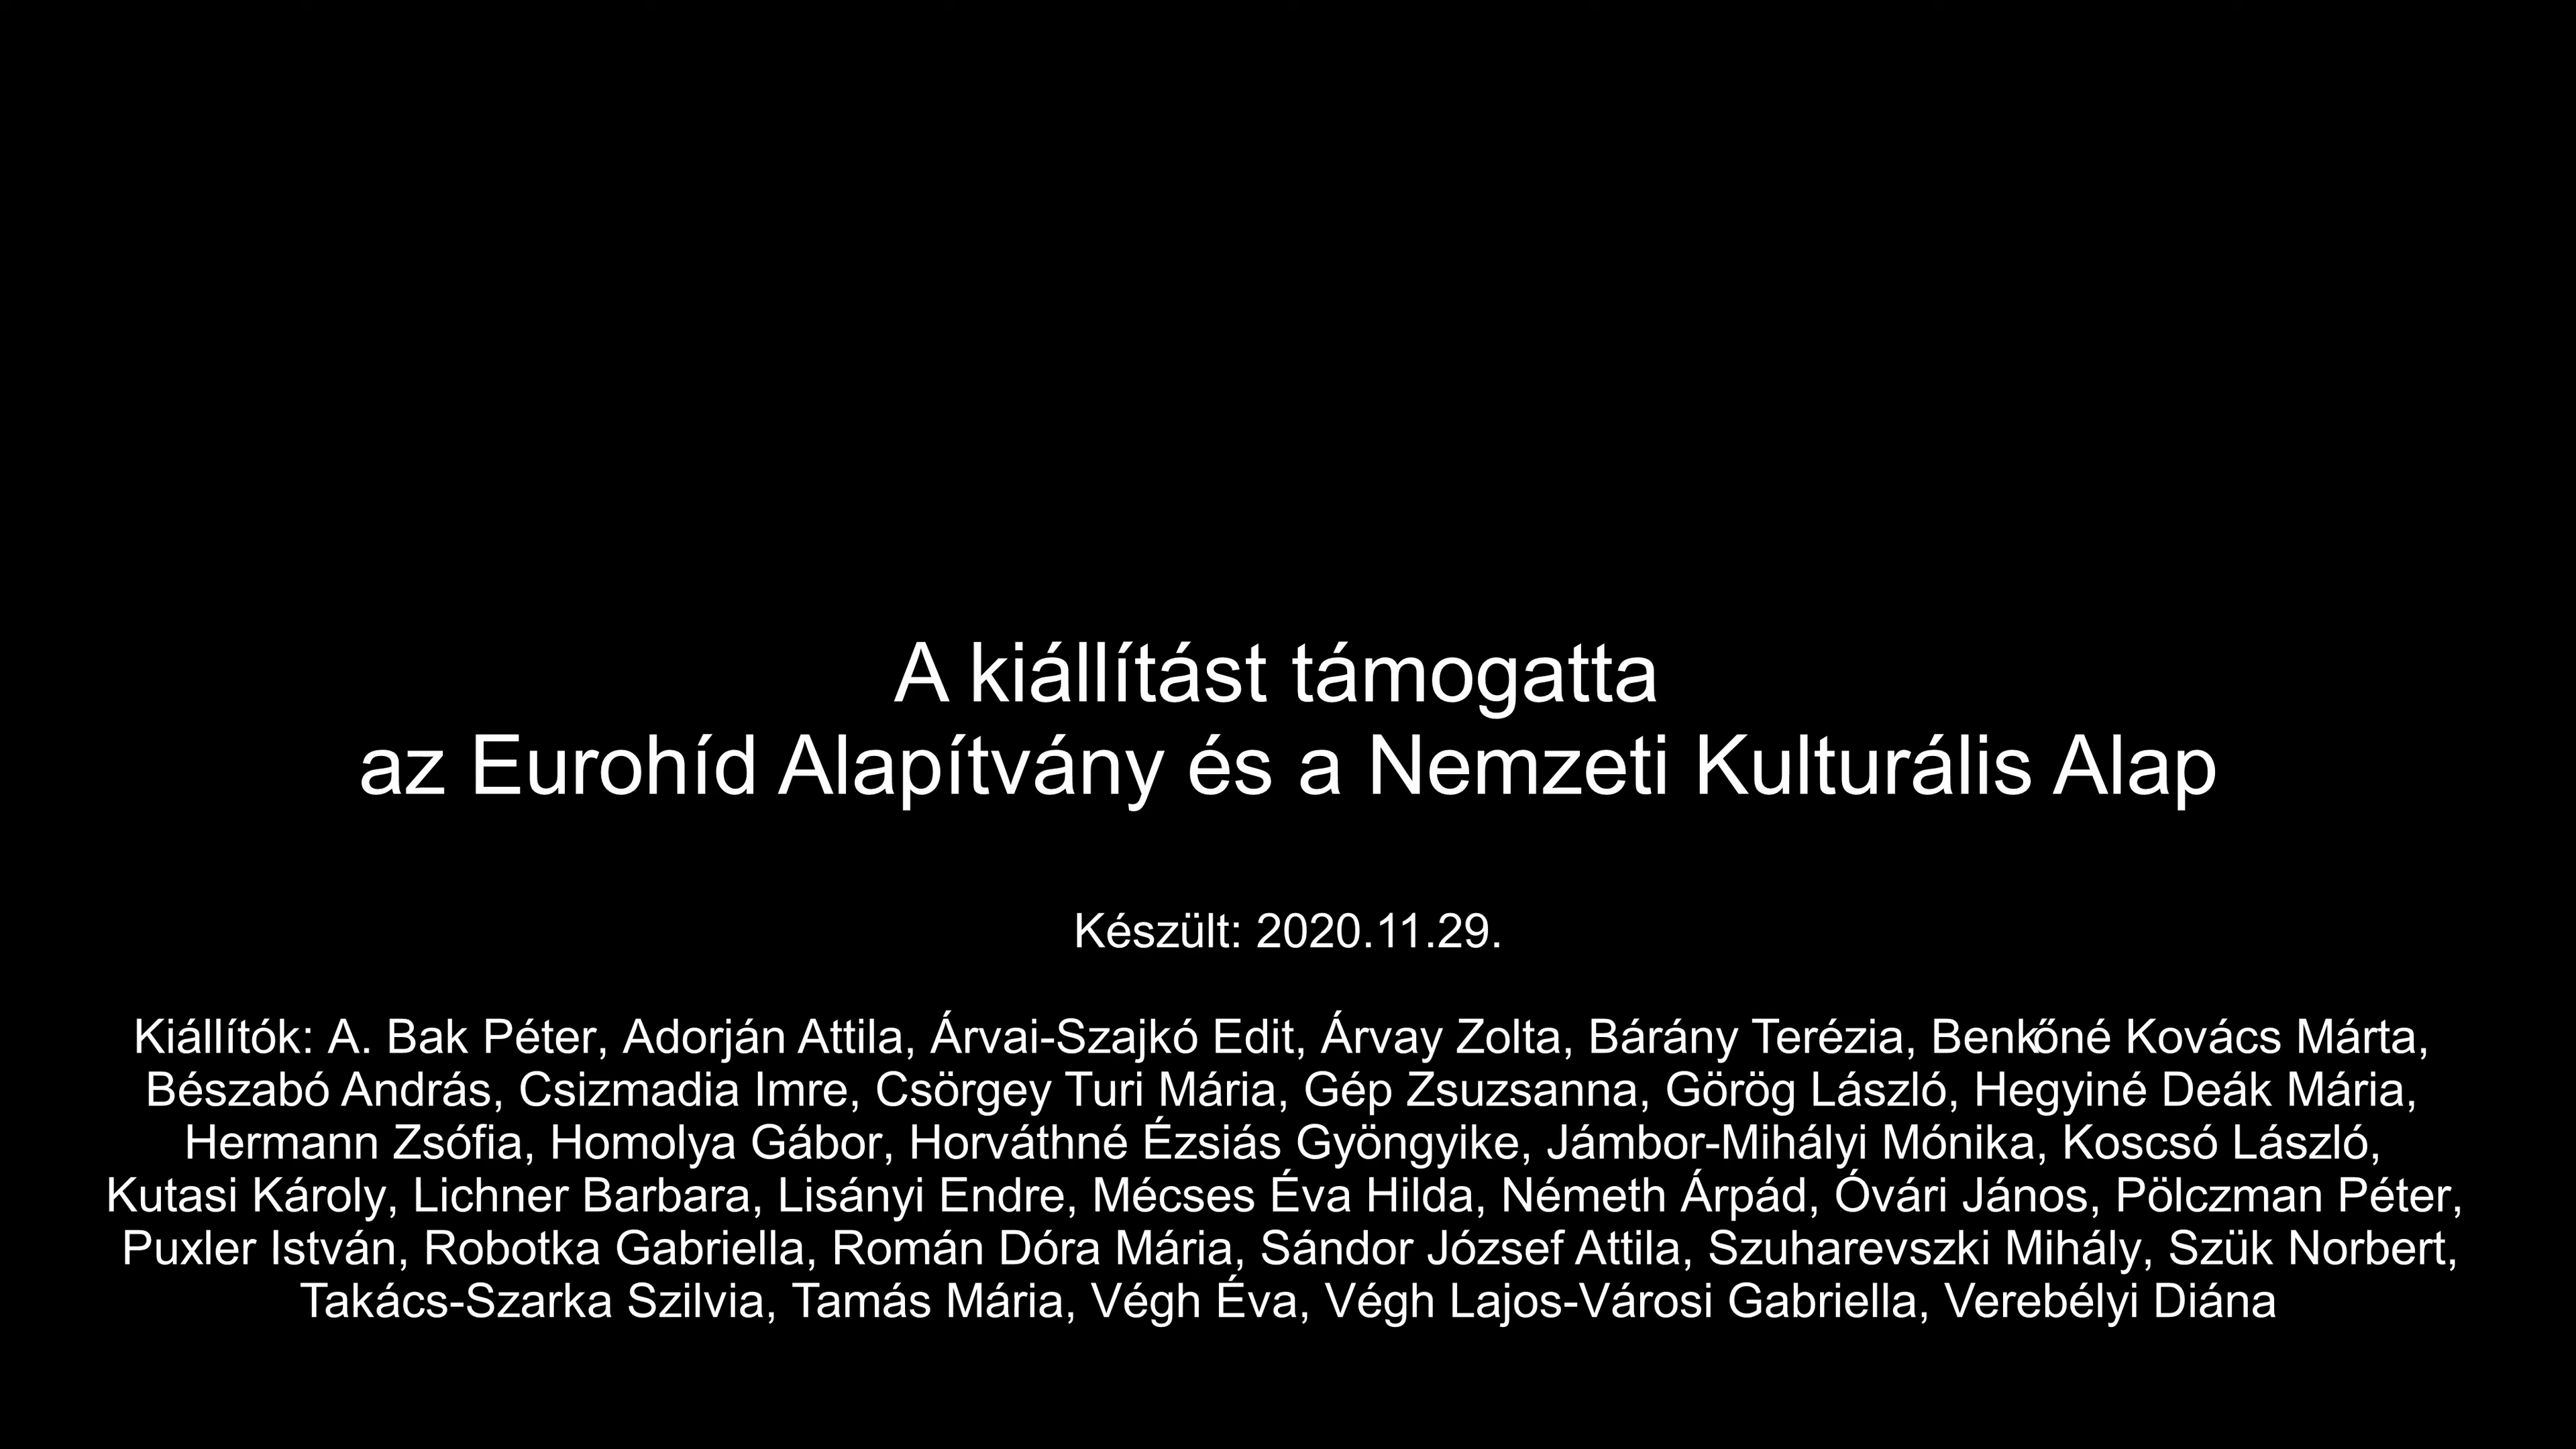 A kiállítást támogatta
az Eurohíd Alapítvány és a Nemzeti Kulturális Alap
Készült: 2020.11.29.
Kiállítók: A. Bak Péter, Adorján Attila, Árvai-Szajkó Edit, Árvay Zolta, Bárány Terézia, Benkőné Kovács Márta,
Bészabó András, Csizmadia Imre, Csörgey Turi Mária, Gép Zsuzsanna, Görög László, Hegyiné Deák Mária,
Hermann Zsófia, Homolya Gábor, Horváthné Ézsiás Gyöngyike, Jámbor-Mihályi Mónika, Koscsó László,
Kutasi Károly, Lichner Barbara, Lisányi Endre, Mécses Éva Hilda, Németh Árpád, Óvári János, Pölczman Péter,
Puxler István, Robotka Gabriella, Román Dóra Mária, Sándor József Attila, Szuharevszki Mihály, Szük Norbert,
Takács-Szarka Szilvia, Tamás Mária, Végh Éva, Végh Lajos-Városi Gabriella, Verebélyi Diána